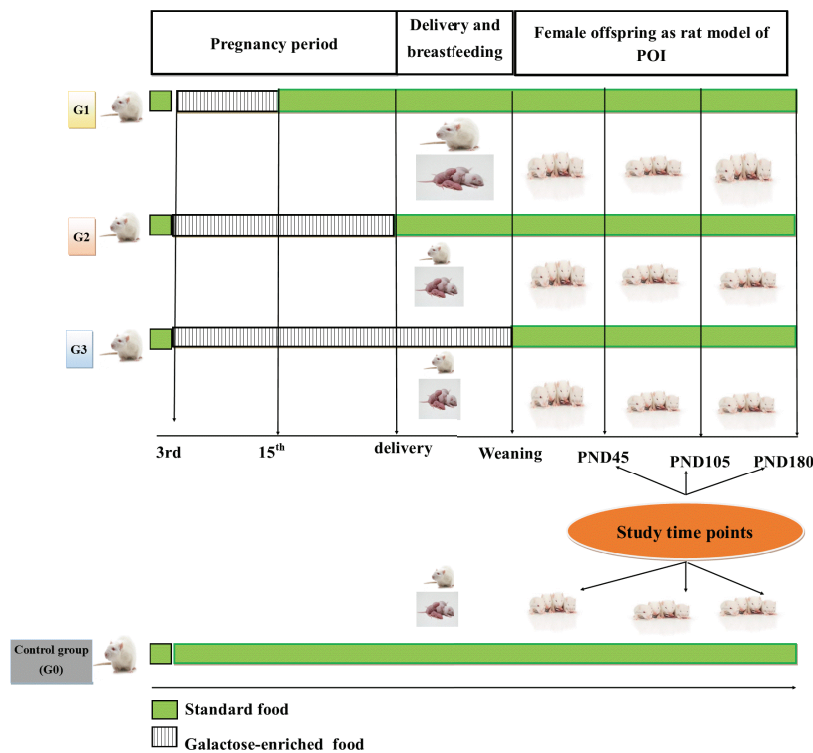 Pregnancy period
Delivery and
breastfeeding
Female offspring as rat model of
POI
G1
G2
G3
3rd
15th
delivery
Weaning
PND45
PND105
PND180
Study time points
Control group
(G0)
Standard food
Galactose-enriched food